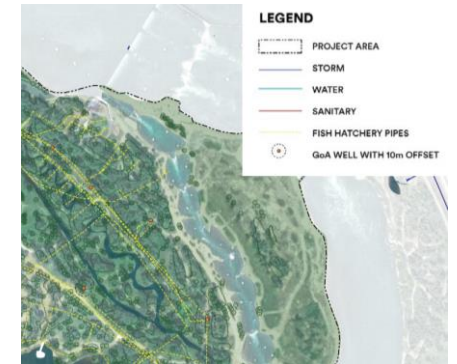 LEGEND
PROJECT AREA
STORM
WATER
SANITARY
FISH HATCHERY PIPES
GoA WELL WITH 10m OFFSET